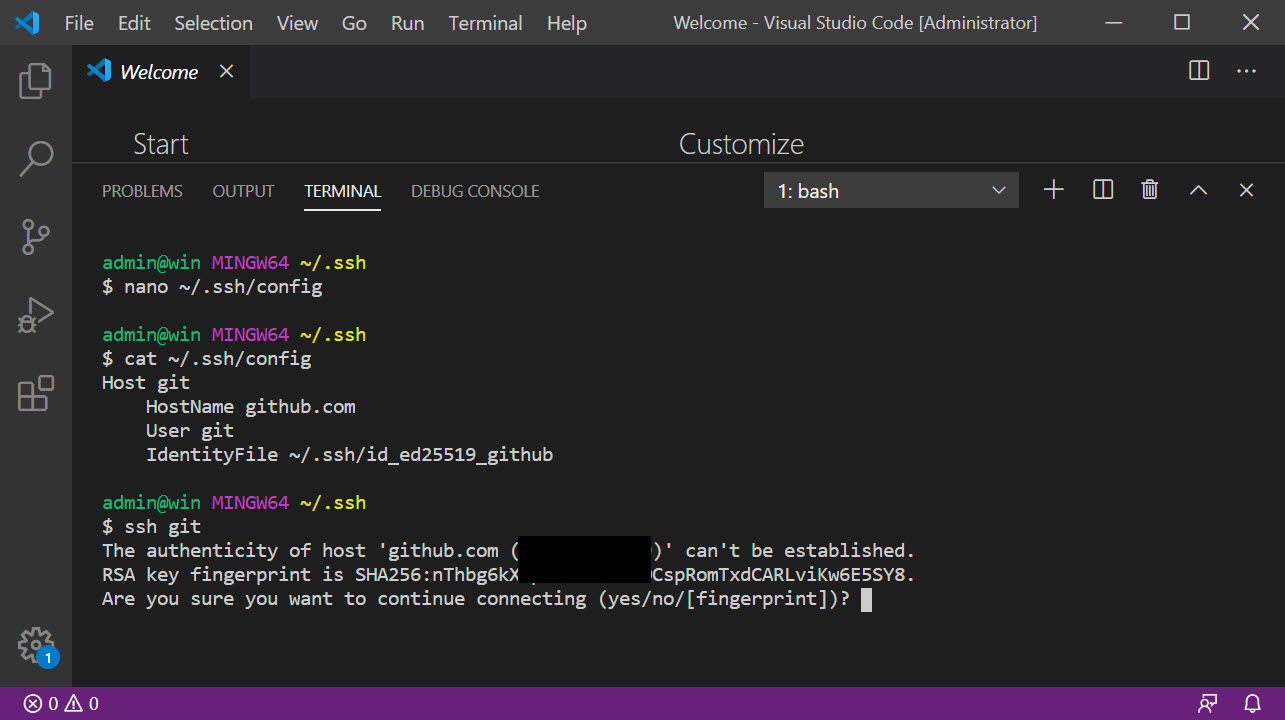 File Edit Selection View Go Run Terminal Help Welcome - Visual Studio Code [Administrator]
Welcome
Start Customize
PROBLEMS OUTPUT TERMINAL DEBUG CONSOLE 1: bash
admin@win MINGW64 ~/.ssh
$ nano ~/.ssh/config
admin@win MINGW64 ~/.ssh
$ cat ~/.ssh/config
Host git
    HostName github.com
    User git
    IdentityFile ~/.ssh/id_ed25519_github
admin@win MINGW64 ~/.ssh
$ ssh git
The authenticity of host 'github.com ( )' can't be established.
RSA key fingerprint is SHA256:nThbg6kX CspRomTxdCARLviKw6E5SY8.
Are you sure you want to continue connecting (yes/no/[fingerprint])?
1
0 0